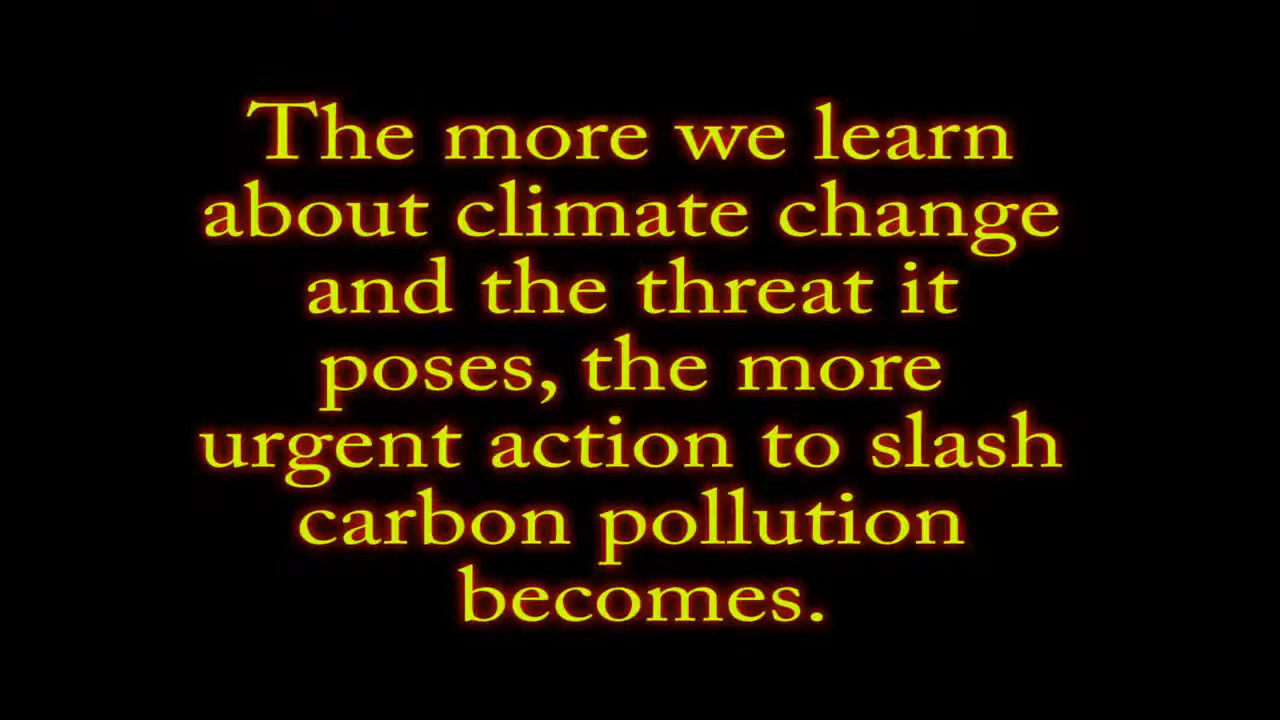 The more we learn
about climate change
and the threat it
poses, the more
urgent action to slash
carbon pollution
becomes.